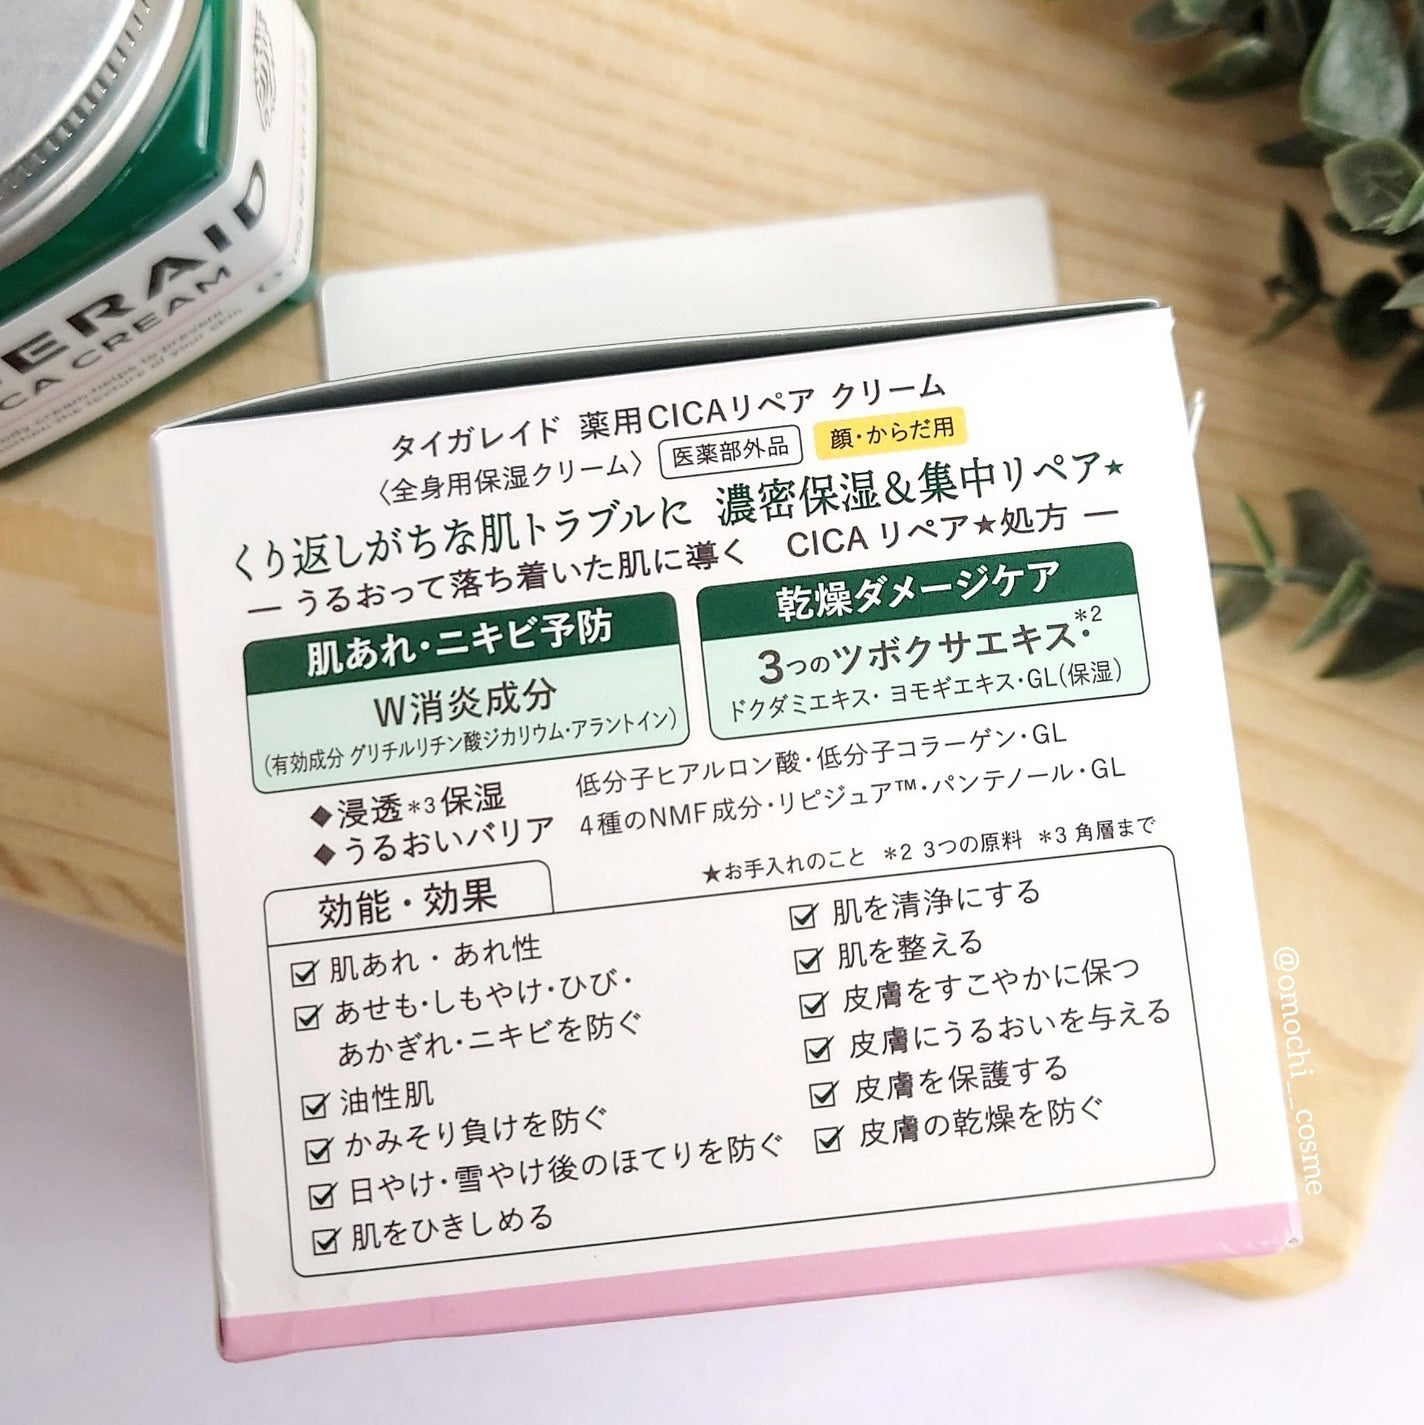 ERAID
CA CREAM
タイガレイド 薬用CICAリペア クリーム
〈全身用保湿クリーム〉 医薬部外品 顔・からだ用
くり返しがちな肌トラブルに 濃密保湿&集中リペア★
― うるおって落ち着いた肌に導く CICA リペア★処方 ―
肌あれ・ニキビ予防
W消炎成分
(有効成分 グリチルリチン酸ジカリウム・アラントイン)
乾燥ダメージケア
3つのツボクサエキス・*2
ドクダミエキス・ヨモギエキス・GL(保湿)
◆浸透*3保湿 低分子ヒアルロン酸・低分子コラーゲン・GL
◆うるおいバリア 4種のNMF成分・リピジュア™・パンテノール・GL
★お手入れのこと *2 3つの原料 *3 角層まで
効能・効果
肌あれ・あれ性
あせも・しもやけ・ひび・
あかぎれ・ニキビを防ぐ
油性肌
かみそり負けを防ぐ
日やけ・雪やけ後のほてりを防ぐ
肌をひきしめる
肌を清浄にする
肌を整える
皮膚をすこやかに保つ
皮膚にうるおいを与える
皮膚を保護する
皮膚の乾燥を防ぐ
@omochi__cosme